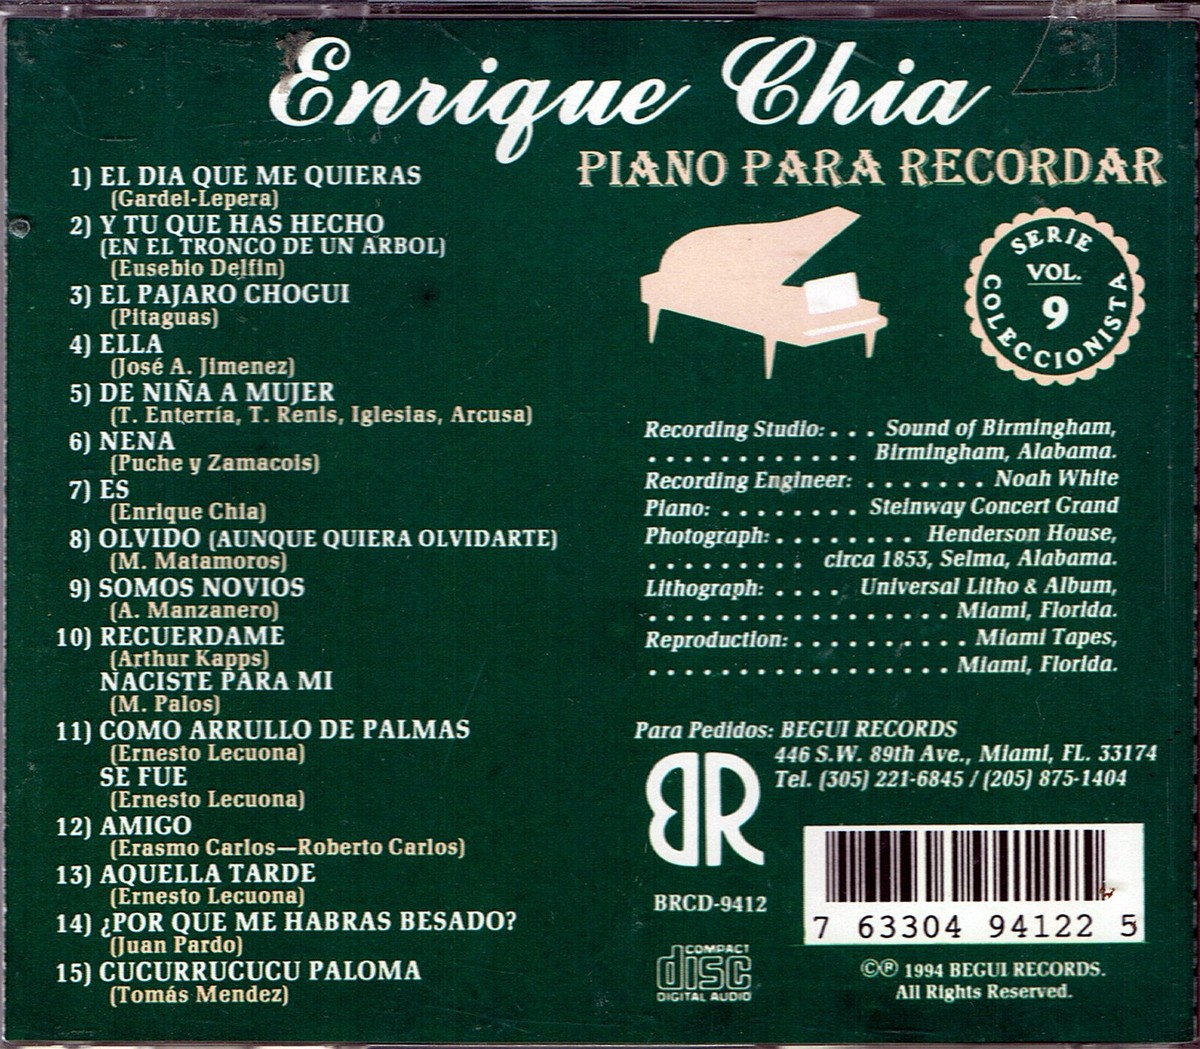 Enrique Chia
PIANO PARA RECORDAR
1) EL DIA QUE ME QUIERAS
(Gardel-Lepera)
2) Y TU QUE HAS HECHO
(EN EL TRONCO DE UN ARBOL)
(Eusebio Delfin)
3) EL PAJARO CHOGUI
(Pitaguas)
4) ELLA
(José A. Jimenez)
5) DE NIÑA A MUJER
(T. Enterría, T. Renis, Iglesias, Arcusa)
6) NENA
(Puche y Zamacois)
7) ES
(Enrique Chia)
8) OLVIDO (AUNQUE QUIERA OLVIDARTE)
(M. Matamoros)
9) SOMOS NOVIOS
(A. Manzanero)
10) RECUERDAME
(Arthur Kapps)
NACISTE PARA MI
(M. Palos)
11) COMO ARRULLO DE PALMAS
(Ernesto Lecuona)
SE FUE
(Ernesto Lecuona)
12) AMIGO
(Erasmo Carlos—Roberto Carlos)
13) AQUELLA TARDE
(Ernesto Lecuona)
14) ¿POR QUE ME HABRAS BESADO?
(Juan Pardo)
15) CUCURRUCUCU PALOMA
(Tomás Mendez)
SERIE
VOL.
9
COLECCIONISTA
Recording Studio: . . . Sound of Birmingham,
. . . . . . . . . . . . Birmingham, Alabama.
Recording Engineer: . . . . . . . Noah White
Piano: . . . . . . . . Steinway Concert Grand
Photograph: . . . . . . . . Henderson House,
. . . . . . . . . circa 1853, Selma, Alabama.
Lithograph: . . . . Universal Litho & Album,
. . . . . . . . . . . . . . . . . Miami, Florida.
Reproduction: . . . . . . . . . . Miami Tapes,
. . . . . . . . . . . . . . . . . Miami, Florida.
Para Pedidos: BEGUI RECORDS
446 S.W. 89th Ave., Miami, FL. 33174
Tel. (305) 221-6845 / (205) 875-1404
BR
BRCD-9412
COMPACT
disc
DIGITAL AUDIO
7 63304 94122 5
©℗ 1994 BEGUI RECORDS.
All Rights Reserved.